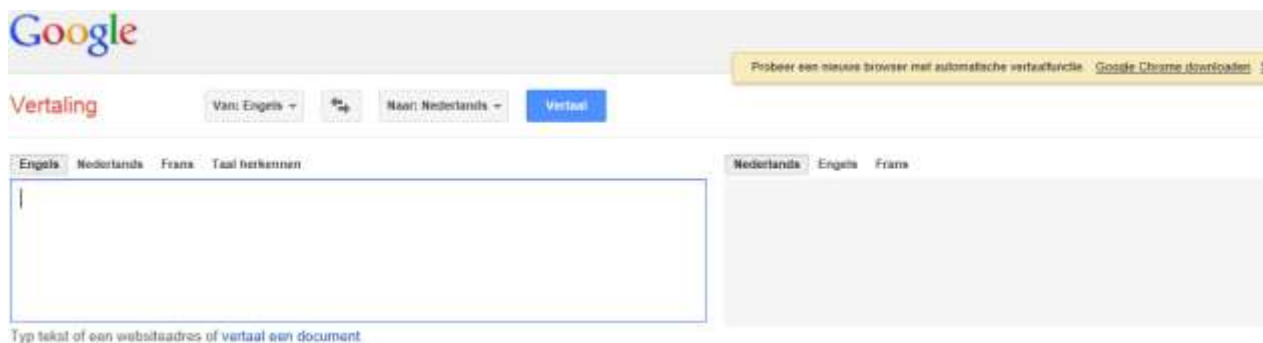 Google
Probeer een nieuwe browser met automatische vertaalfunctie Google Chrome downloaden
Vertaling Van: Engels Naar: Nederlands Vertaal
Engels Nederlands Frans Taal herkennen Nederlands Engels Frans
Typ tekst of een websiteadres of vertaal een document